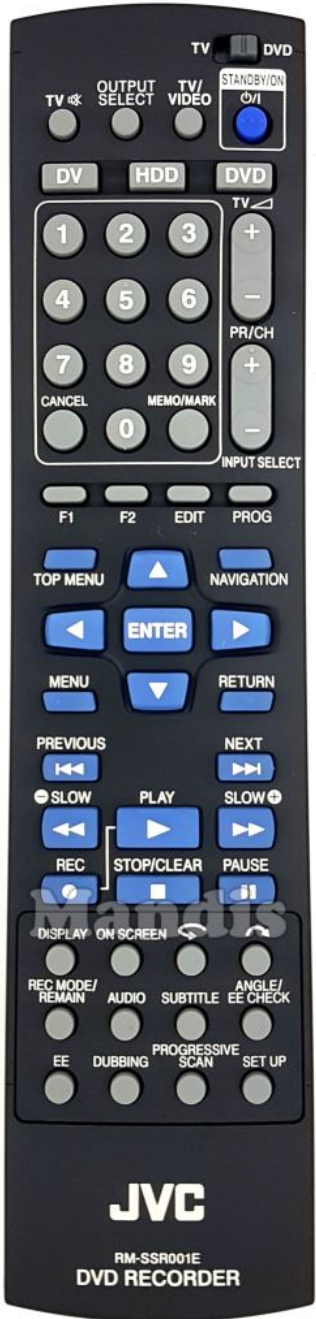 TV DVD
STANDBY/ON
TV OUTPUT SELECT TV/VIDEO ⏻/I
DV HDD DVD
TV
1 2 3 +
4 5 6 −
PR/CH
7 8 9 +
CANCEL MEMO/MARK
0 −
INPUT SELECT
F1 F2 EDIT PROG
TOP MENU NAVIGATION
ENTER
MENU RETURN
PREVIOUS NEXT
SLOW PLAY SLOW
REC STOP/CLEAR PAUSE
Mandis
DISPLAY ON SCREEN
REC MODE/REMAIN AUDIO SUBTITLE ANGLE/EE CHECK
EE DUBBING PROGRESSIVE SCAN SET UP
JVC
RM-SSR001E
DVD RECORDER